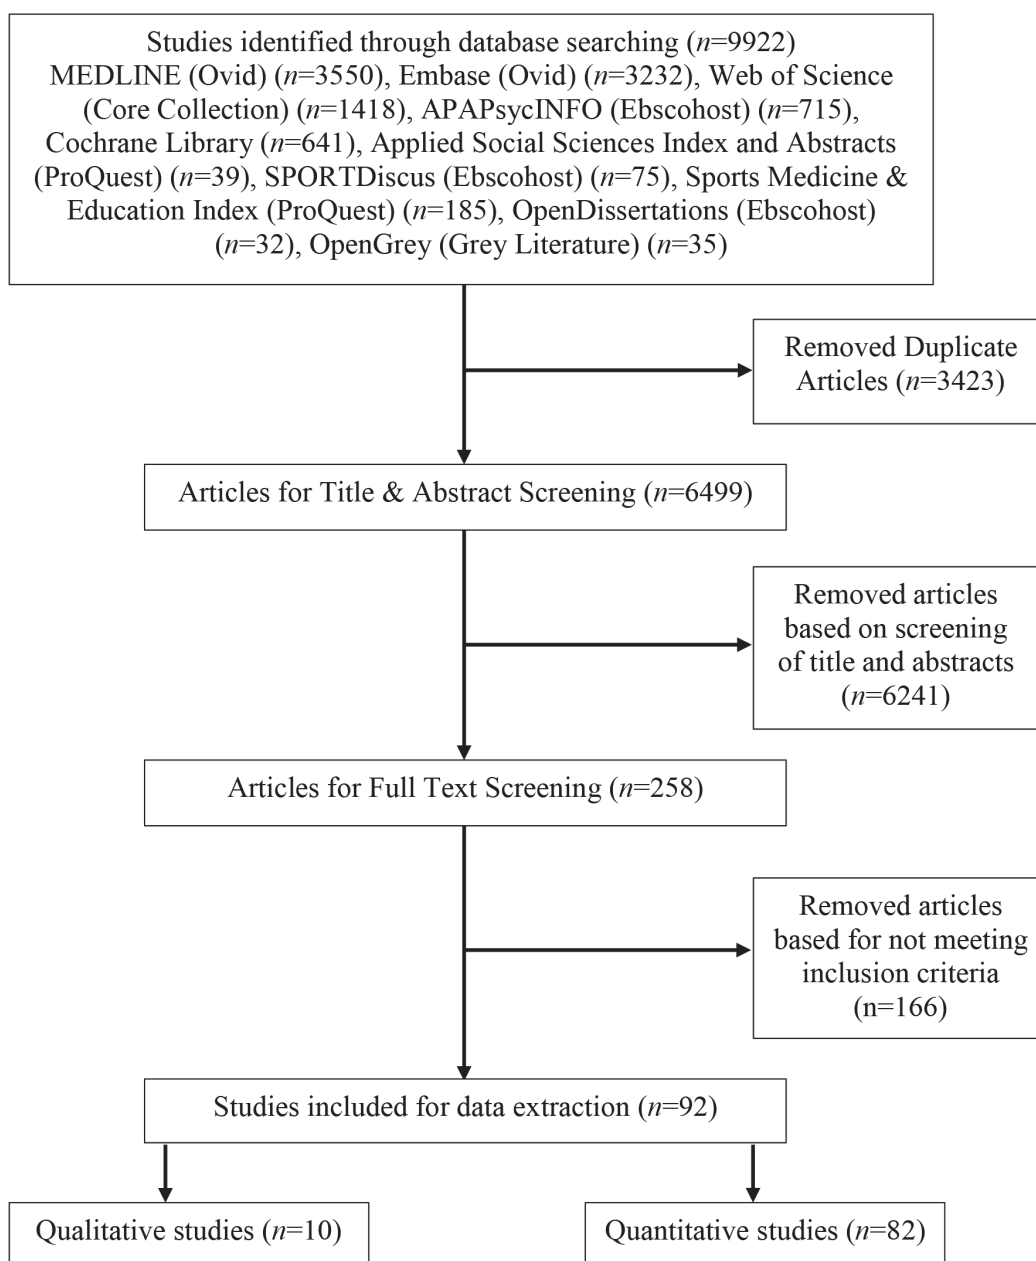 Studies identified through database searching (n=9922)
MEDLINE (Ovid) (n=3550), Embase (Ovid) (n=3232), Web of Science
(Core Collection) (n=1418), APAPsycINFO (Ebscohost) (n=715),
Cochrane Library (n=641), Applied Social Sciences Index and Abstracts
(ProQuest) (n=39), SPORTDiscus (Ebscohost) (n=75), Sports Medicine &
Education Index (ProQuest) (n=185), OpenDissertations (Ebscohost)
(n=32), OpenGrey (Grey Literature) (n=35)
Removed Duplicate
Articles (n=3423)
Articles for Title & Abstract Screening (n=6499)
Removed articles
based on screening
of title and abstracts
(n=6241)
Articles for Full Text Screening (n=258)
Removed articles
based for not meeting
inclusion criteria
(n=166)
Studies included for data extraction (n=92)
Qualitative studies (n=10)
Quantitative studies (n=82)